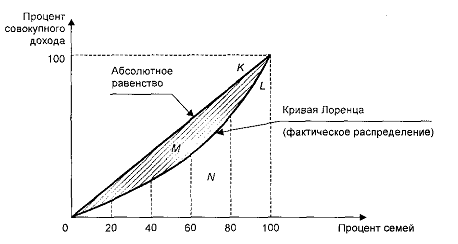 Процент
совокупного
дохода
100
K
Абсолютное
равенство
L
Кривая Лоренца
(фактическое распределение)
M
N
0 20 40 60 80 100 Процент семей